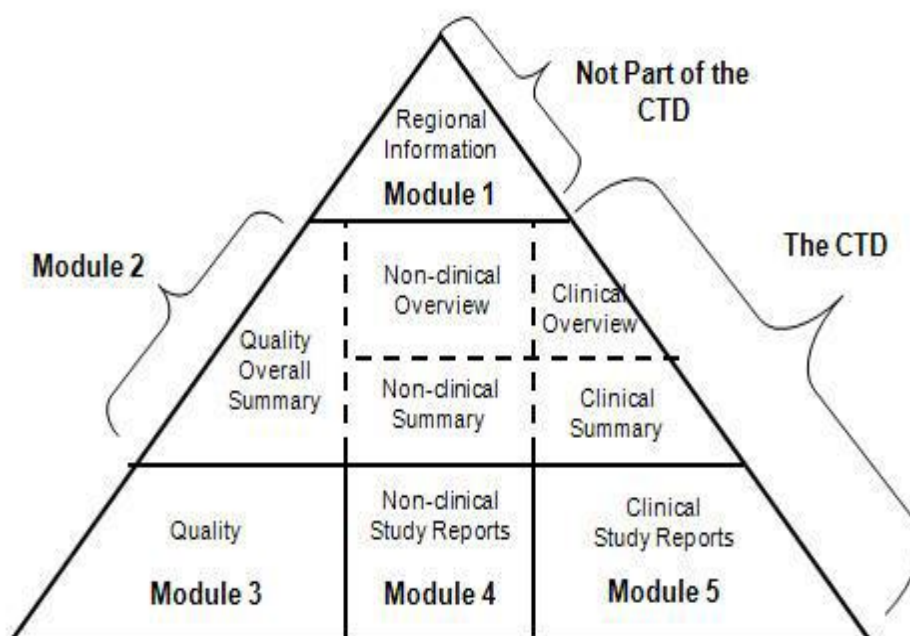 Not Part of the
CTD
Regional
Information
Module 1
Module 2
The CTD
Non-clinical
Overview
Clinical
Overview
Quality
Overall
Summary
Non-clinical
Summary
Clinical
Summary
Quality
Module 3
Non-clinical
Study Reports
Module 4
Clinical
Study Reports
Module 5